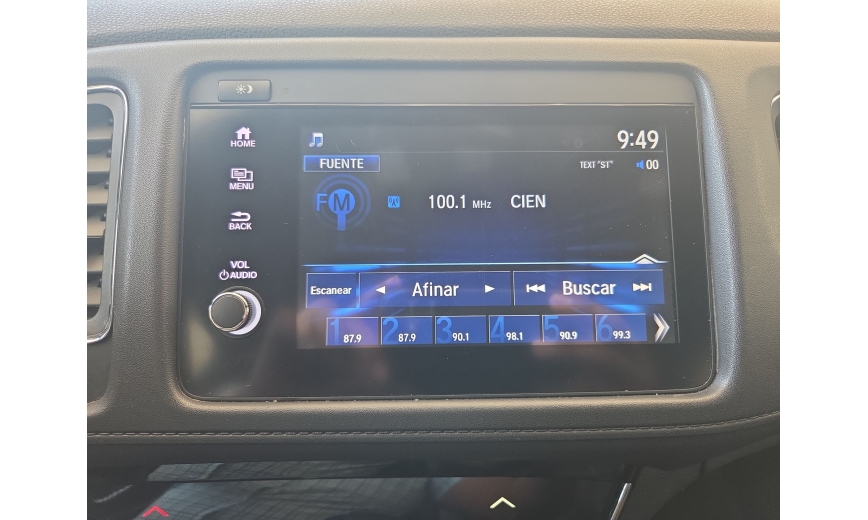 HOME
MENU
BACK
VOL
AUDIO
9:49
FUENTE
TEXT "ST" 00
FM 100.1 MHz CIEN
Escanear Afinar Buscar
1 87.9 2 87.9 3 90.1 4 98.1 5 90.9 6 99.3